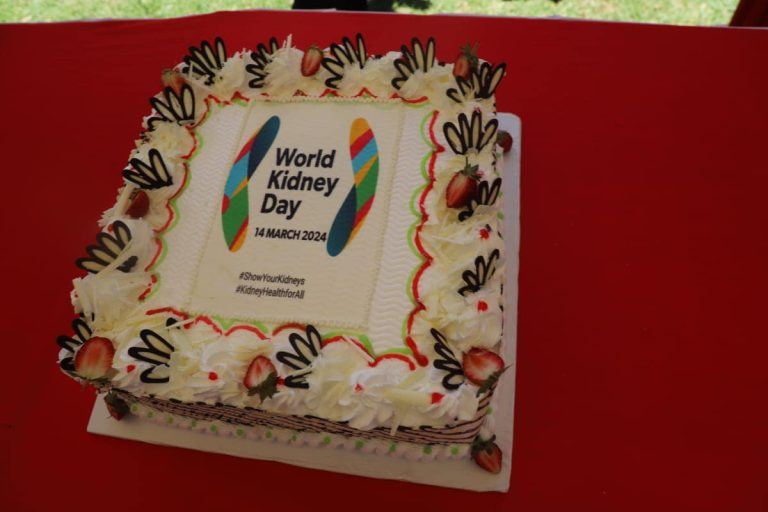 World
Kidney
Day
14 MARCH 2024
#ShowYourKidneys
#KidneyHealthforAll